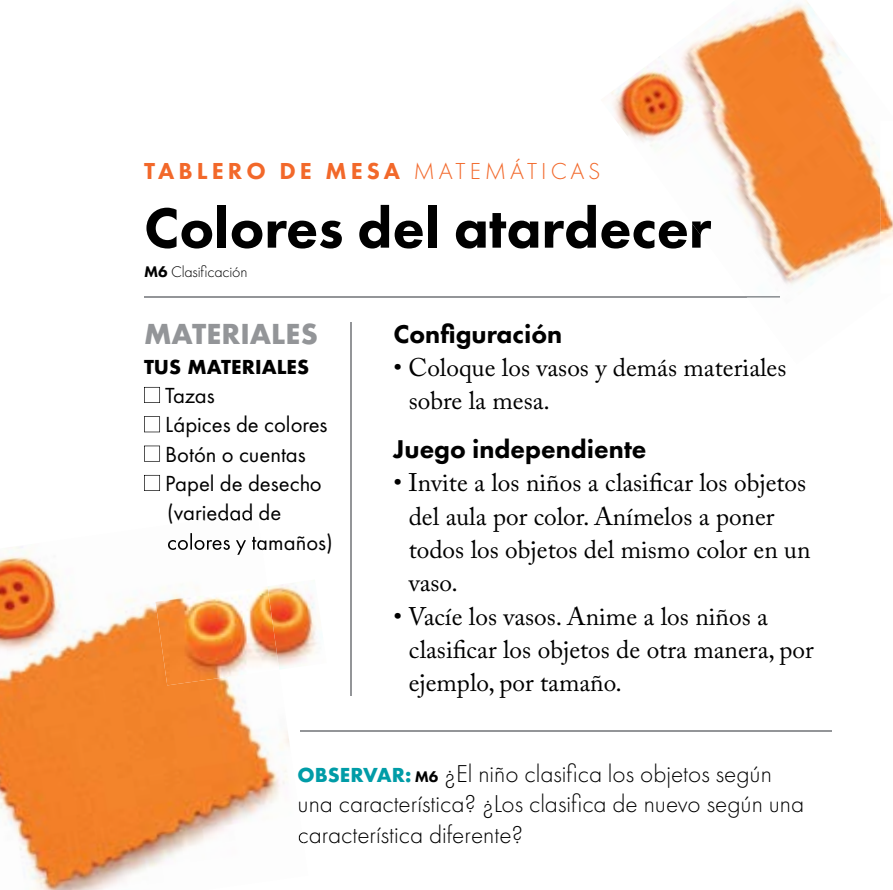 TABLERO DE MESA MATEMÁTICAS
Colores del atardecer
M6 Clasificación
MATERIALES
TUS MATERIALES
☐ Tazas
☐ Lápices de colores
☐ Botón o cuentas
☐ Papel de desecho
(variedad de
colores y tamaños)
Configuración
• Coloque los vasos y demás materiales
sobre la mesa.
Juego independiente
• Invite a los niños a clasificar los objetos
del aula por color. Anímelos a poner
todos los objetos del mismo color en un
vaso.
• Vacíe los vasos. Anime a los niños a
clasificar los objetos de otra manera, por
ejemplo, por tamaño.
OBSERVAR: M6 ¿El niño clasifica los objetos según
una característica? ¿Los clasifica de nuevo según una
característica diferente?